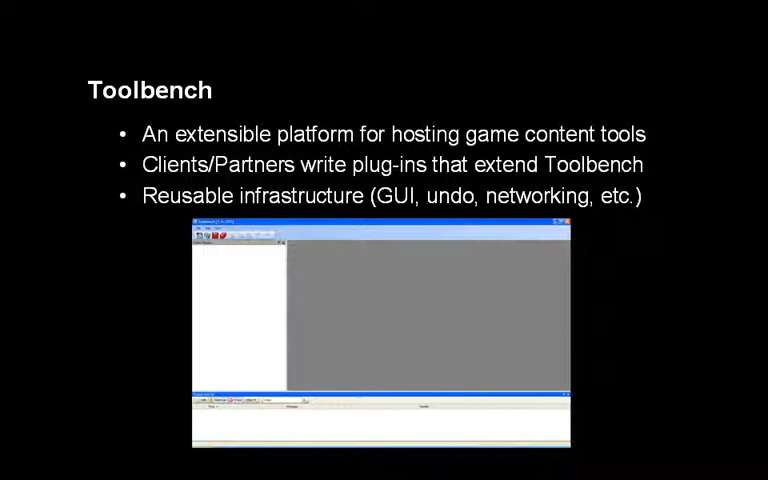 Toolbench
• An extensible platform for hosting game content tools
• Clients/Partners write plug-ins that extend Toolbench
• Reusable infrastructure (GUI, undo, networking, etc.)